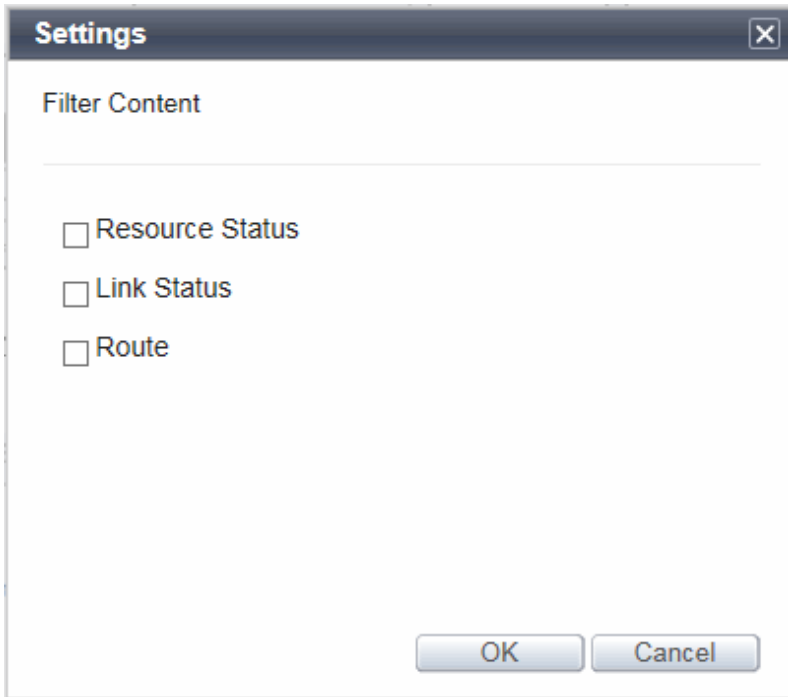 Settings
Filter Content
Resource Status
Link Status
Route
OK Cancel